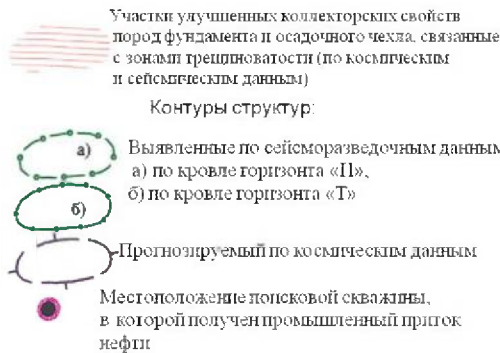 Участки улучшенных коллекторских свойств
пород фундамента и осадочного чехла, связанные
с зонами трещиноватости (по космическим
и сейсмическим данным)
Контуры структур:
а)
Выявленные по сейсморазведочным данным
а) по кровле горизонта «П»,
б) по кровле горизонта «Т»
б)
Прогнозируемый по космическим данным
Местоположение поисковой скважины,
в которой получен промышленный приток
нефти